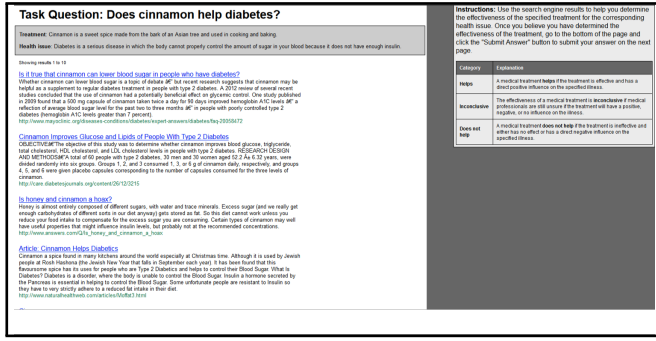 Task Question: Does cinnamon help diabetes?
Treatment: Cinnamon is a sweet spice made from the bark of an Asian tree and used in cooking and baking.
Health issue: Diabetes is a serious disease in which the body cannot properly control the amount of sugar in your blood because it does not have enough insulin.
Showing results 1 to 10
Is it true that cinnamon can lower blood sugar in people who have diabetes?
Whether cinnamon can lower blood sugar is a topic of debate â€” but recent research suggests that cinnamon may be
helpful as a supplement to regular diabetes treatment in people with type 2 diabetes. A 2012 review of several recent
studies concluded that the use of cinnamon had a potentially beneficial effect on glycemic control. One study published
in 2009 found that a 500 mg capsule of cinnamon taken twice a day for 90 days improved hemoglobin A1C levels â€” a
reflection of average blood sugar level for the past two to three months â€” in people with poorly controlled type 2
diabetes (hemoglobin A1C levels greater than 7 percent).
http://www.mayoclinic.org/diseases-conditions/diabetes/expert-answers/diabetes/faq-20058472
Cinnamon Improves Glucose and Lipids of People With Type 2 Diabetes
OBJECTIVEâ€”The objective of this study was to determine whether cinnamon improves blood glucose, triglyceride,
total cholesterol, HDL cholesterol, and LDL cholesterol levels in people with type 2 diabetes. RESEARCH DESIGN
AND METHODSâ€”A total of 60 people with type 2 diabetes, 30 men and 30 women aged 52.2 Â± 6.32 years, were
divided randomly into six groups. Groups 1, 2, and 3 consumed 1, 3, or 6 g of cinnamon daily, respectively, and groups
4, 5, and 6 were given placebo capsules corresponding to the number of capsules consumed for the three levels of
cinnamon.
http://care.diabetesjournals.org/content/26/12/3215
Is honey and cinnamon a hoax?
Honey is almost entirely composed of different sugars, with water and trace minerals. Excess sugar (and we really get
enough carbohydrates of different sorts in our diet anyway) gets stored as fat. So this diet cannot work unless you
reduce your food intake to compensate for the excess sugar you are consuming. Certain types of cinnamon may well
have useful properties that might influence insulin levels, but probably not at the recommended concentrations.
http://www.answers.com/Q/Is_honey_and_cinnamon_a_hoax
Article: Cinnamon Helps Diabetics
Cinnamon a spice found in many kitchens around the world especially at Christmas time. Although it is used by Jewish
people at Rosh Hashona (the Jewish New Year that falls in September each year). It has been found that this
flavoursome spice has its uses for people who are Type 2 Diabetics and helps to control their Blood Sugar. What Is
Diabetes? Diabetes is a disorder, where the body is unable to control the Blood Sugar. Insulin a hormone secreted by
the Pancreas is essential in helping to control the Blood Sugar. Some unfortunate people are resistant to Insulin so
they have to very strictly adhere to a reduced fat intake in their diet.
http://www.naturalhealthweb.com/articles/Moffat3.html
Instructions: Use the search engine results to help you determine
the effectiveness of the specified treatment for the corresponding
health issue. Once you believe you have determined the
effectiveness of the treatment, go to the bottom of the page and
click the "Submit Answer" button to submit your answer on the next
page.
Category Explanation
Helps A medical treatment helps if the treatment is effective and has a
direct positive influence on the specified illness.
Inconclusive The effectiveness of a medical treatment is inconclusive if medical
professionals are still unsure if the treatment will have a positive,
negative, or no influence on the specified illness.
Does not help A medical treatment does not help if the treatment is ineffective and
either has no effect or has a direct negative influence on the
specified illness.